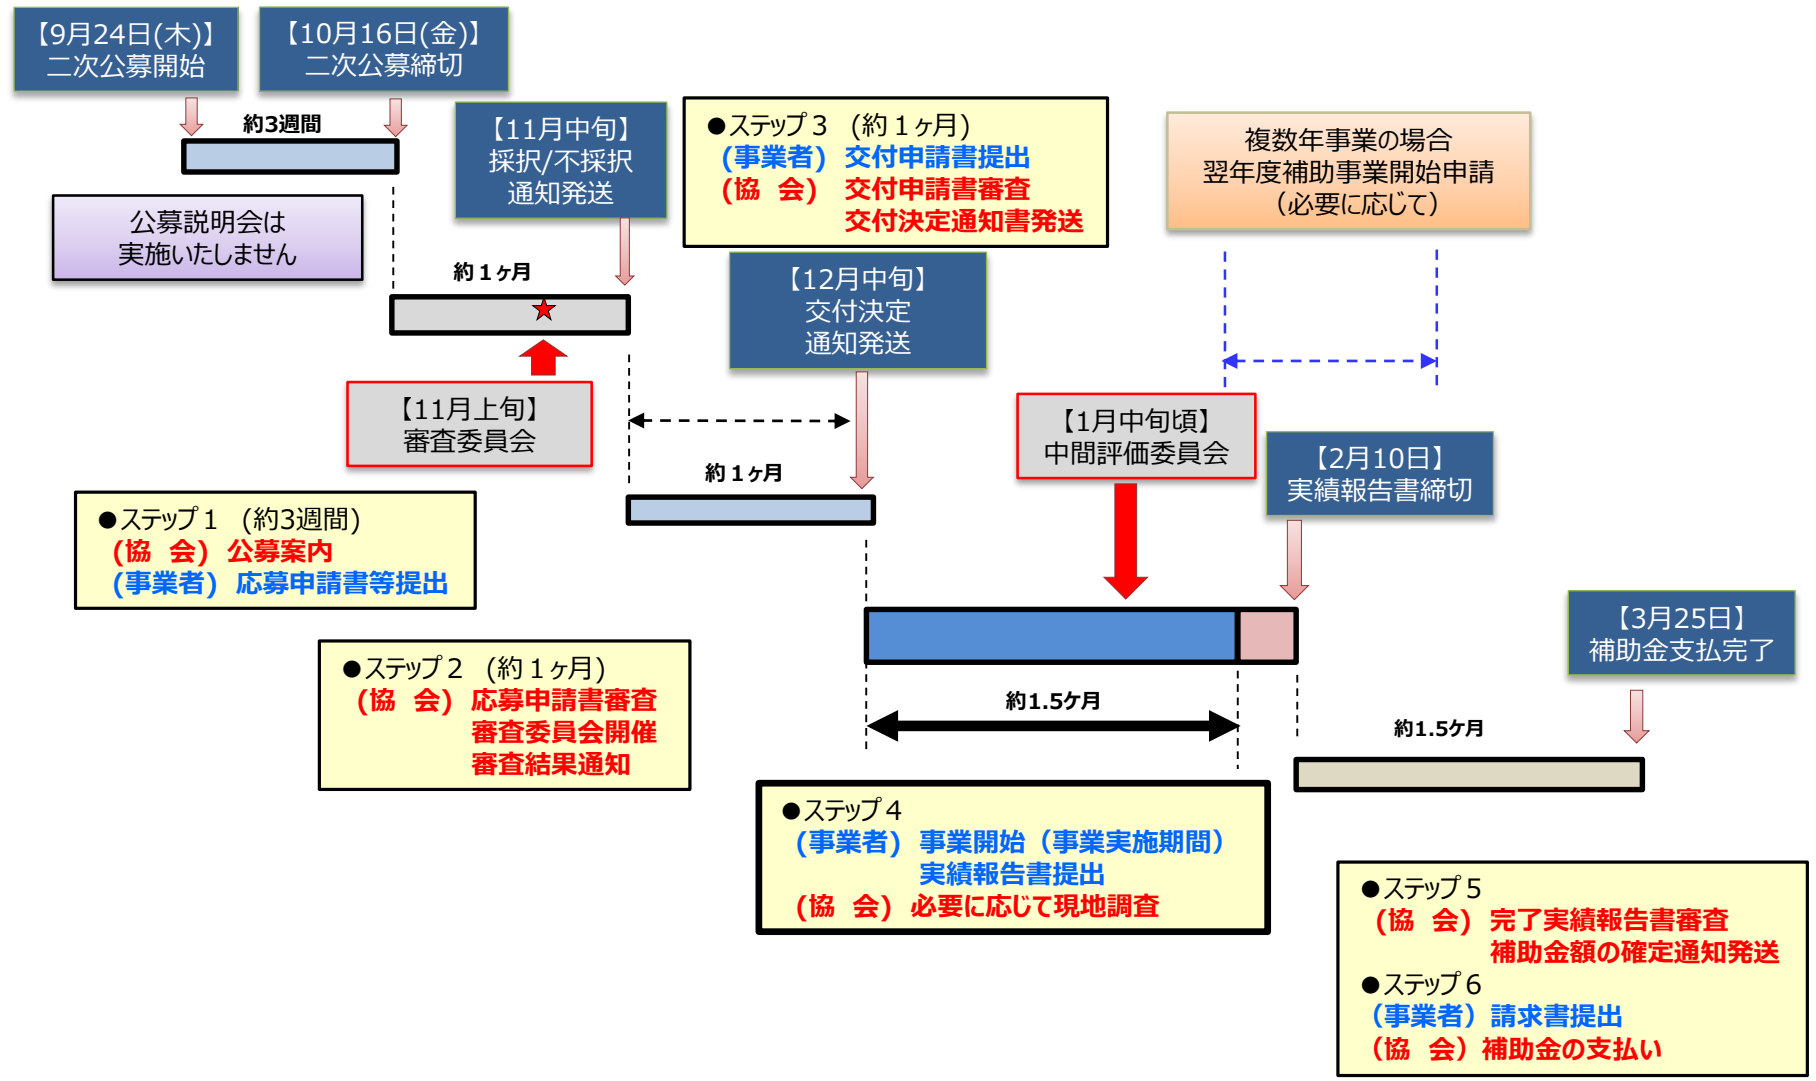 【9月24日(木)】
二次公募開始
【10月16日(金)】
二次公募締切
約3週間
公募説明会は
実施いたしません
【11月中旬】
採択/不採択
通知発送
約１ヶ月
【11月上旬】
審査委員会
●ステップ３ (約１ヶ月)
(事業者) 交付申請書提出
(協　会) 交付申請書審査
交付決定通知書発送
【12月中旬】
交付決定
通知発送
約１ヶ月
複数年事業の場合
翌年度補助事業開始申請
（必要に応じて）
【1月中旬頃】
中間評価委員会
【2月10日】
実績報告書締切
●ステップ１ (約3週間)
(協　会) 公募案内
(事業者) 応募申請書等提出
●ステップ２ (約１ヶ月)
(協　会) 応募申請書審査
審査委員会開催
審査結果通知
約1.5ケ月
【3月25日】
補助金支払完了
約1.5ケ月
●ステップ４
(事業者) 事業開始（事業実施期間）
実績報告書提出
(協　会) 必要に応じて現地調査
●ステップ５
(協　会) 完了実績報告書審査
補助金額の確定通知発送
●ステップ６
（事業者）請求書提出
（協　会）補助金の支払い